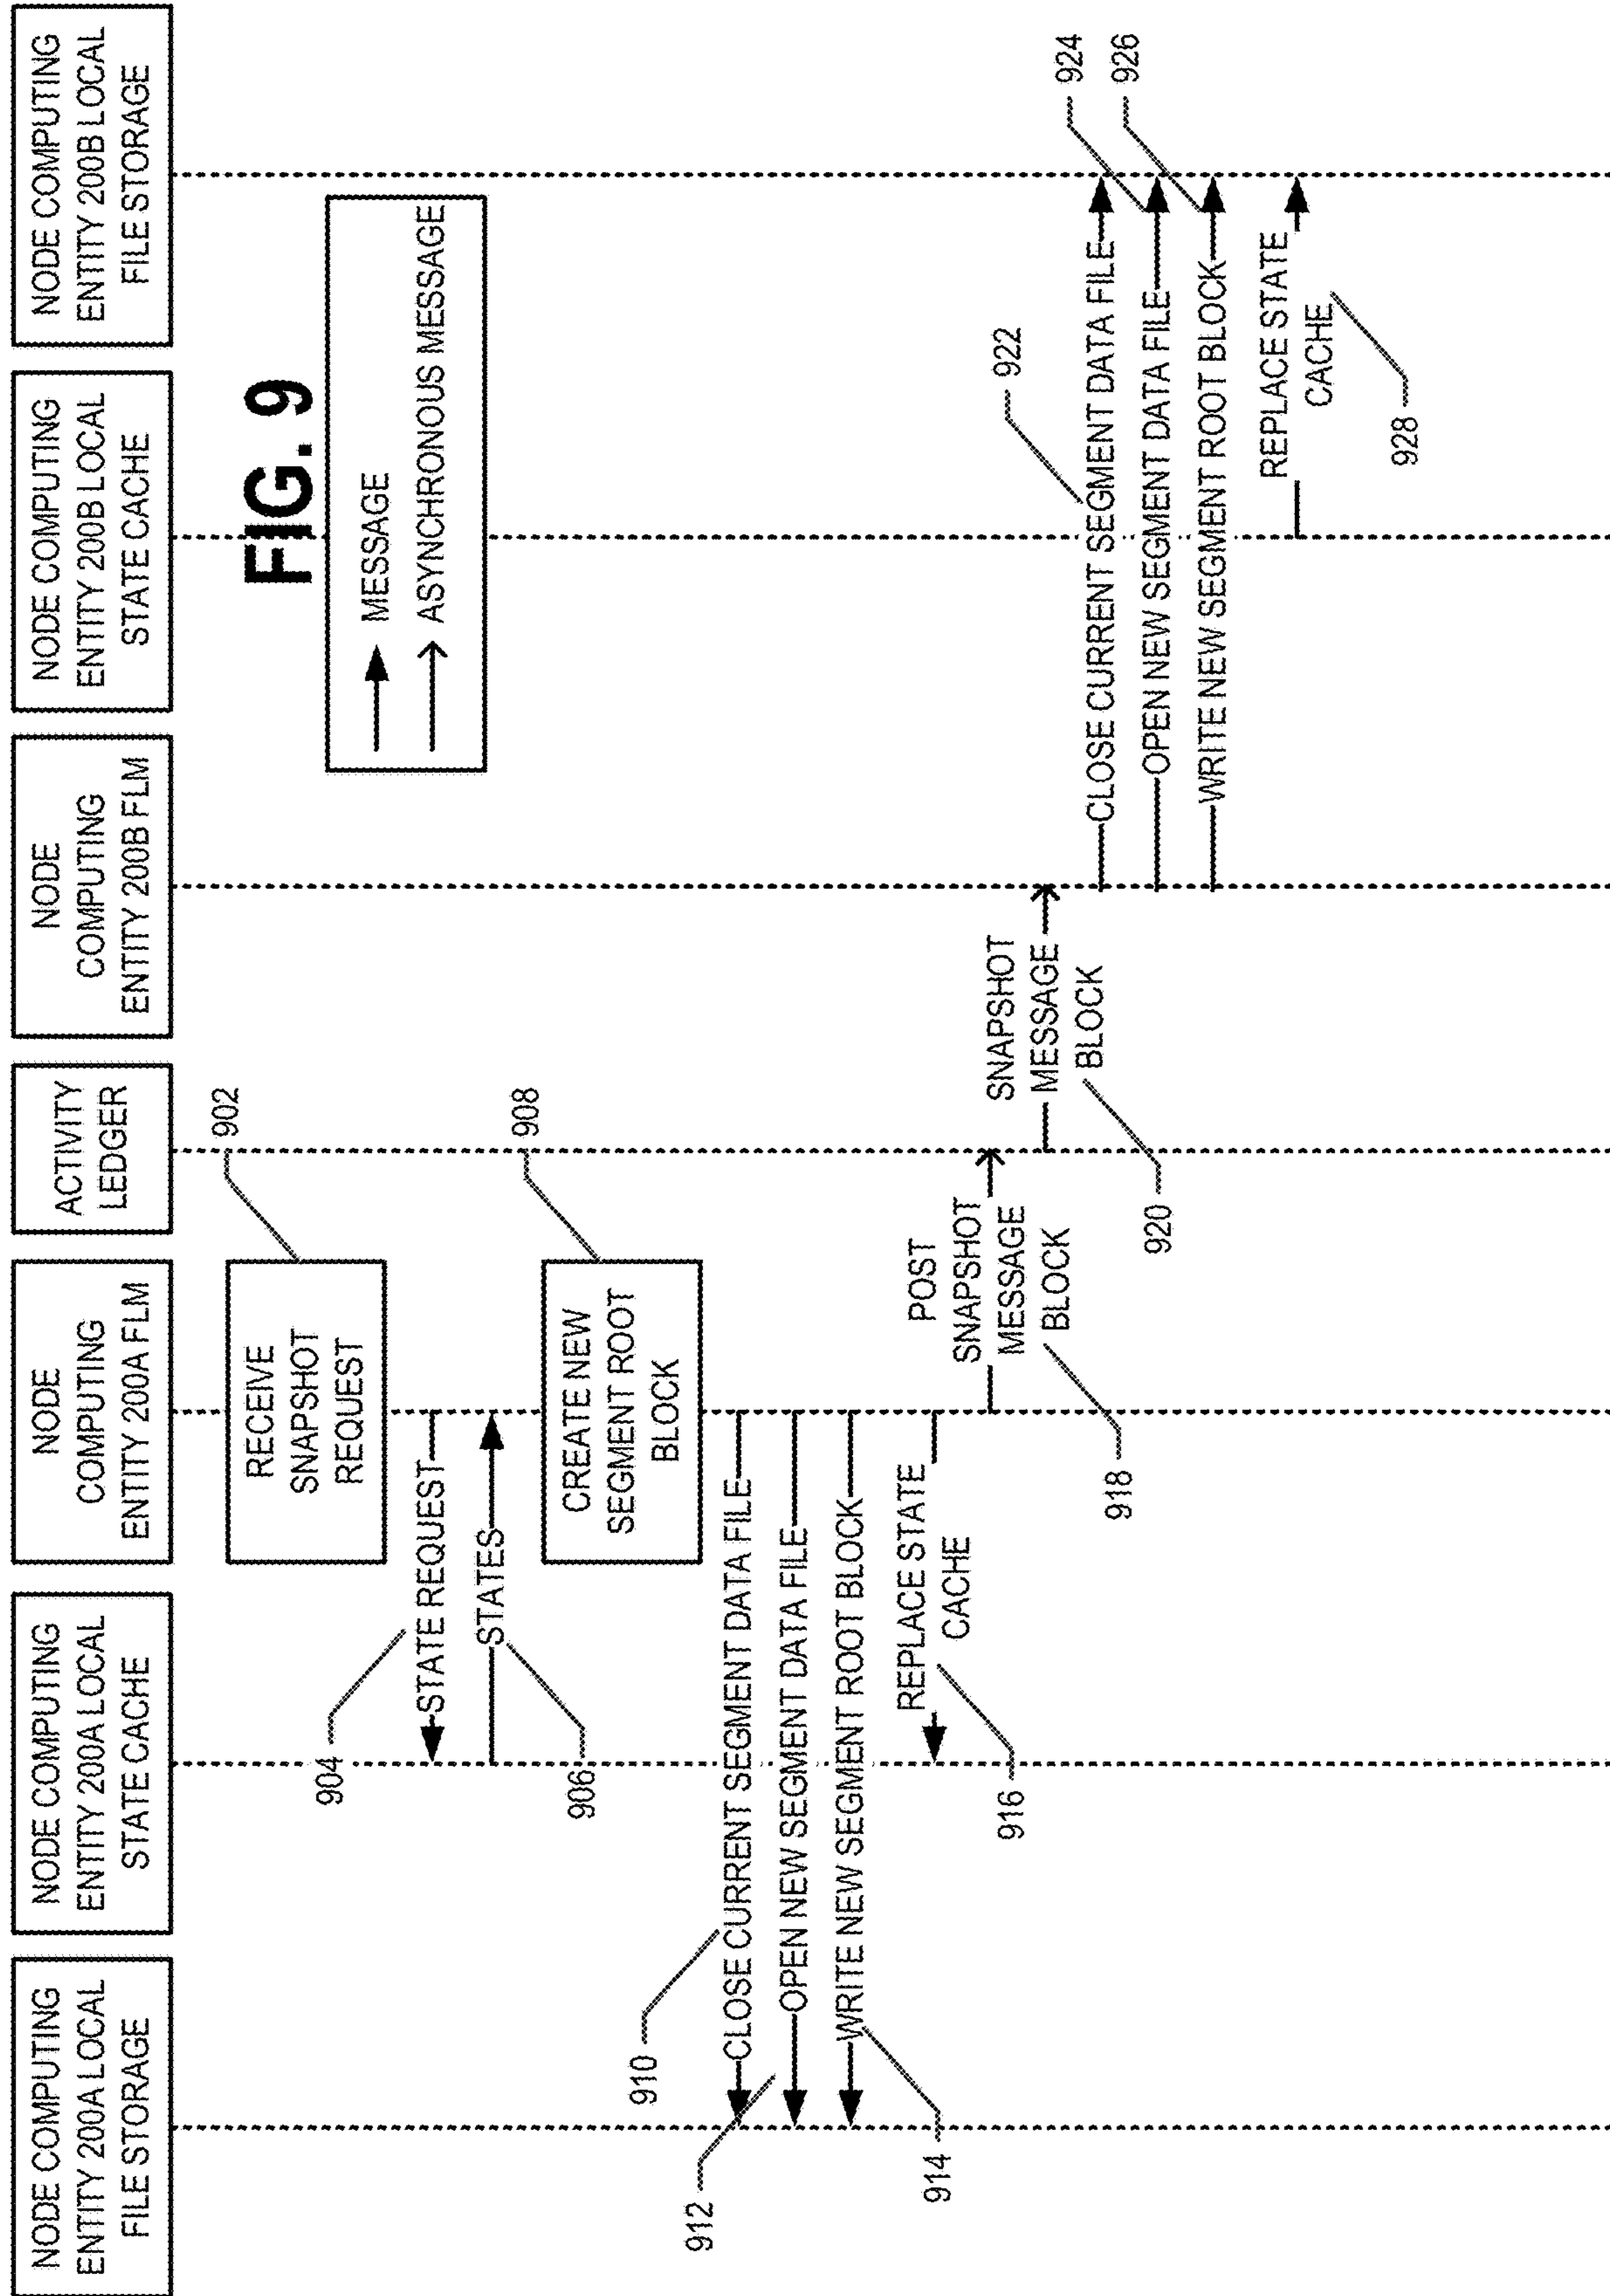 NODE COMPUTING
ENTITY 200A LOCAL
FILE STORAGE
NODE COMPUTING
ENTITY 200A LOCAL
STATE CACHE
NODE
COMPUTING
ENTITY 200A FLM
ACTIVITY
LEDGER
NODE
COMPUTING
ENTITY 200B FLM
NODE COMPUTING
ENTITY 200B LOCAL
STATE CACHE
NODE COMPUTING
ENTITY 200B LOCAL
FILE STORAGE
FIG. 9
MESSAGE
ASYNCHRONOUS MESSAGE
902
RECEIVE
SNAPSHOT
REQUEST
904
STATE REQUEST
STATES
906
908
CREATE NEW
SEGMENT ROOT
BLOCK
910
CLOSE CURRENT SEGMENT DATA FILE
912
OPEN NEW SEGMENT DATA FILE
WRITE NEW SEGMENT ROOT BLOCK
914
REPLACE STATE
CACHE
916
POST
SNAPSHOT
MESSAGE
BLOCK
918
SNAPSHOT
MESSAGE
BLOCK
920
922
CLOSE CURRENT SEGMENT DATA FILE
924
OPEN NEW SEGMENT DATA FILE
926
WRITE NEW SEGMENT ROOT BLOCK
REPLACE STATE
CACHE
928